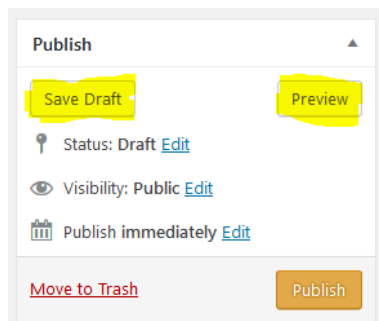 Publish
Save Draft Preview
Status: Draft Edit
Visibility: Public Edit
Publish immediately Edit
Move to Trash Publish